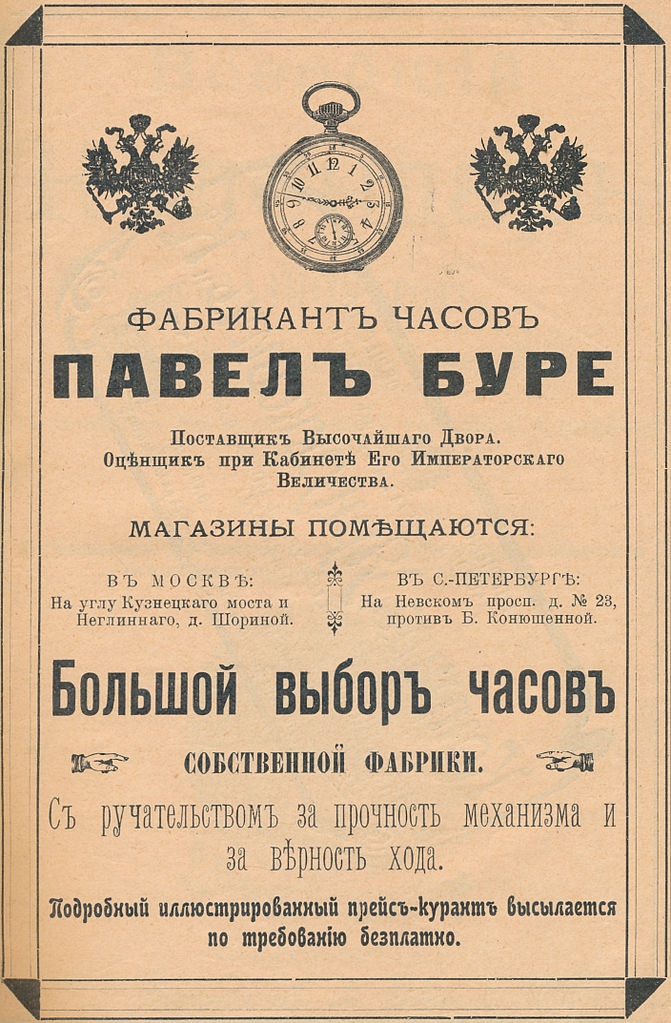 ФАБРИКАНТЪ ЧАСОВЪ
ПАВЕЛЪ БУРЕ
Поставщикъ Высочайшаго Двора.
Оцѣнщикъ при Кабинетѣ Его Императорскаго
Величества.
МАГАЗИНЫ ПОМѢЩАЮТСЯ:
ВЪ МОСКВѢ:
На углу Кузнецкаго моста и
Неглиннаго, д. Шориной.
ВЪ С.-ПЕТЕРБУРГѢ:
На Невском просп. д. № 23,
противъ Б. Конюшенной.
Большой выборъ часовъ
СОБСТВЕННОЙ ФАБРИКИ.
Съ ручательствомъ за прочность механизма и
за вѣрность хода.
Подробный иллюстрированный прейсъ-курантъ высылается
по требованію безплатно.